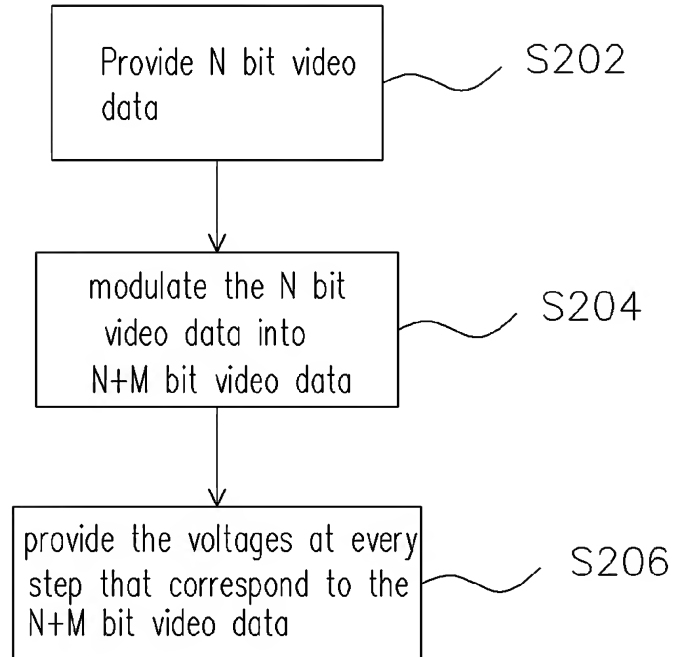 Provide N bit video
data
S202
modulate the N bit
video data into
N+M bit video data
S204
provide the voltages at every
step that correspond to the
N+M bit video data
S206